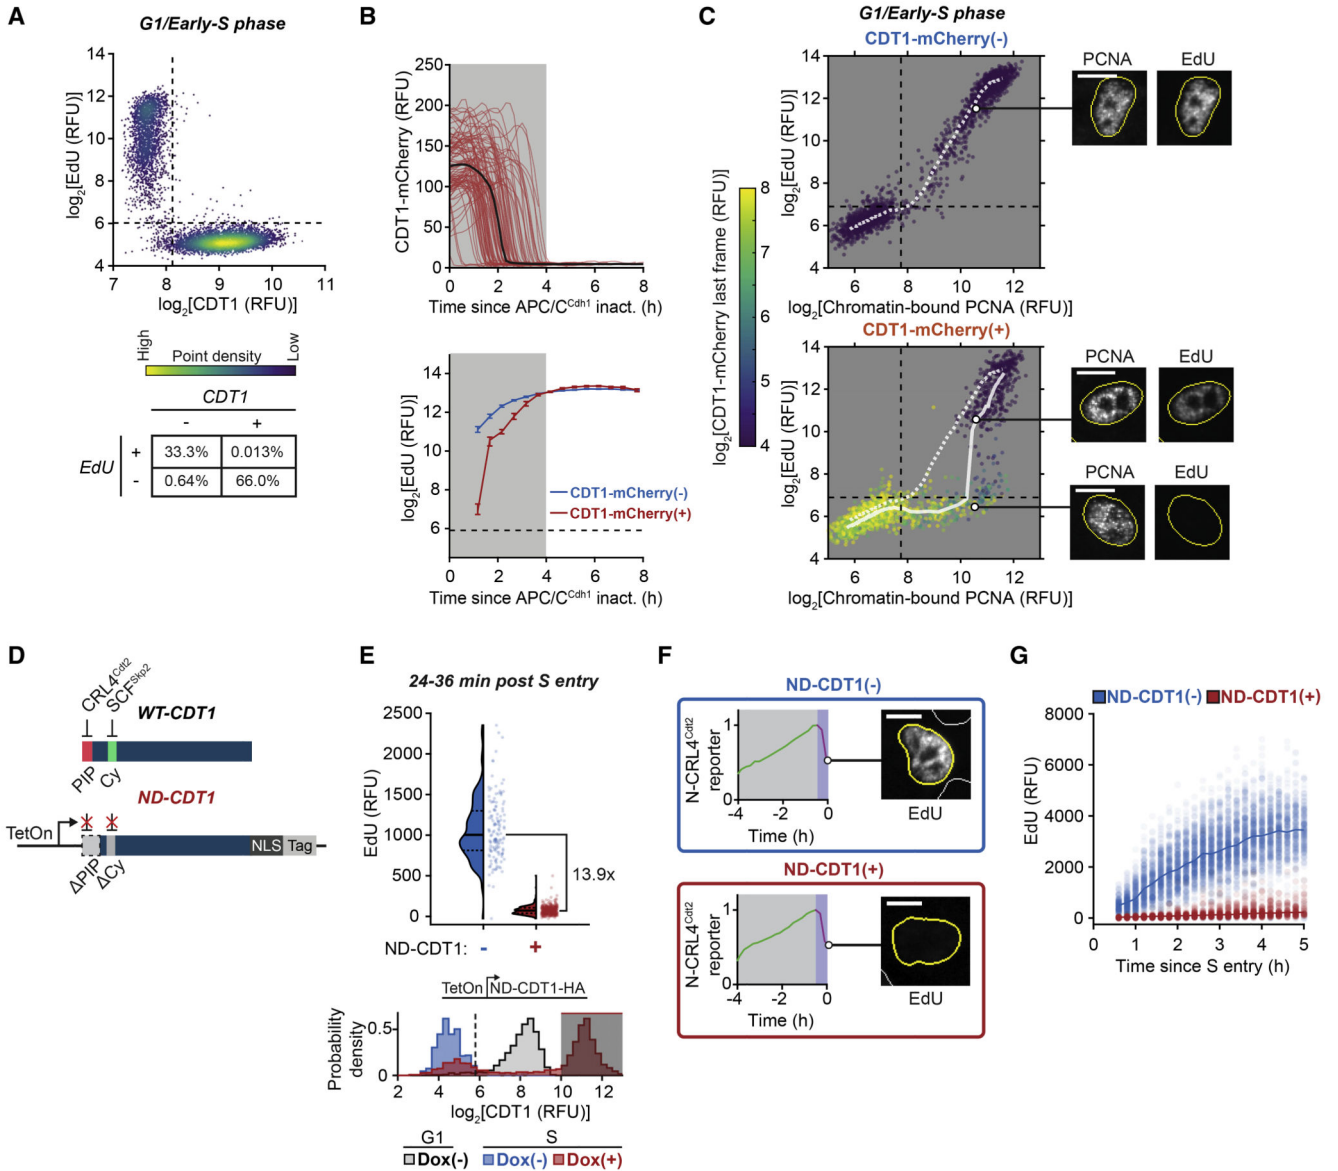 A
G1/Early-S phase
log2[EdU (RFU)]
14
12
10
8
6
4
7
8
9
10
11
log2[CDT1 (RFU)]
High
Point density
Low
CDT1
-
+
EdU
+
33.3%
0.013%
-
0.64%
66.0%
B
CDT1-mCherry (RFU)
250
200
150
100
50
0
0
2
4
6
8
Time since APC/C^Cdh1 inact. (h)
log2[EdU (RFU)]
14
12
10
8
6
CDT1-mCherry(-)
CDT1-mCherry(+)
0
2
4
6
8
Time since APC/C^Cdh1 inact. (h)
C
G1/Early-S phase
CDT1-mCherry(-)
log2[CDT1-mCherry last frame (RFU)]
8
7
6
5
4
log2[EdU (RFU)]
14
12
10
8
6
4
6
8
10
12
log2[Chromatin-bound PCNA (RFU)]
PCNA
EdU
CDT1-mCherry(+)
log2[EdU (RFU)]
14
12
10
8
6
4
6
8
10
12
log2[Chromatin-bound PCNA (RFU)]
PCNA
EdU
PCNA
EdU
D
CRL4^Cdt2
SCF^Skp2
WT-CDT1
PIP
Cy
ND-CDT1
TetOn
NLS
Tag
ΔPIP
ΔCy
E
24-36 min post S entry
EdU (RFU)
2500
2000
1500
1000
500
0
13.9x
ND-CDT1:
-
+
TetOn
ND-CDT1-HA
Probability
density
0.5
0
2
4
6
8
10
12
log2[CDT1 (RFU)]
G1
S
Dox(-)
Dox(-)
Dox(+)
F
ND-CDT1(-)
N-CRL4^Cdt2
reporter
1
0
-4
-2
0
Time (h)
EdU
ND-CDT1(+)
N-CRL4^Cdt2
reporter
1
0
-4
-2
0
Time (h)
EdU
G
ND-CDT1(-)
ND-CDT1(+)
EdU (RFU)
8000
6000
4000
2000
0
0
1
2
3
4
5
Time since S entry (h)